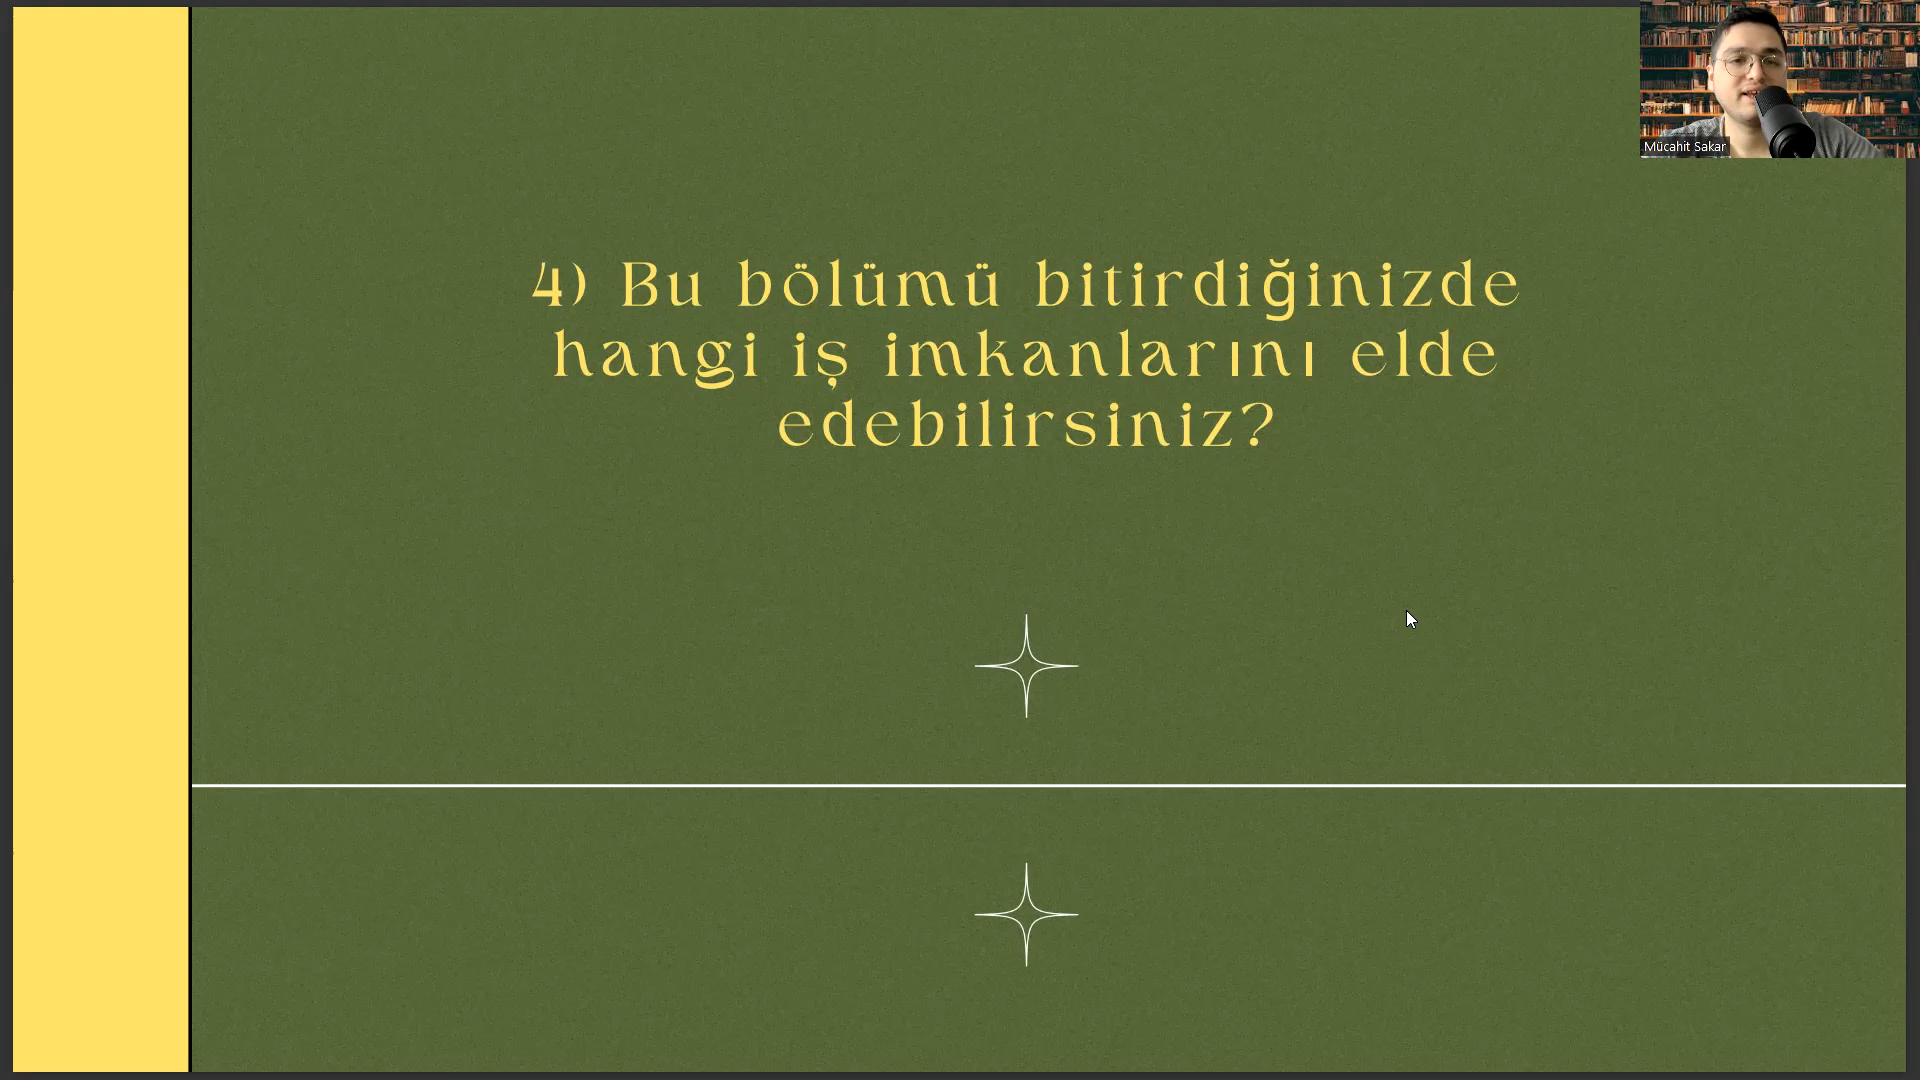 Mücahit Sakar
4) Bu bölümü bitirdiğinizde
hangi iş imkanlarını elde
edebilirsiniz?